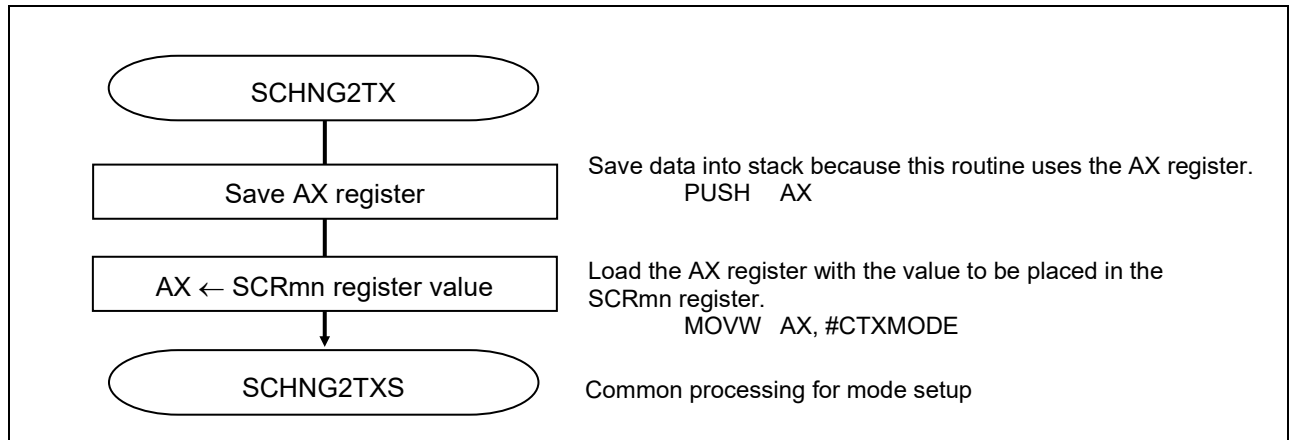 SCHNG2TX
Save AX register
Save data into stack because this routine uses the AX register.
PUSH AX
AX ← SCRmn register value
Load the AX register with the value to be placed in the
SCRmn register.
MOVW AX, #CTXMODE
SCHNG2TXS
Common processing for mode setup